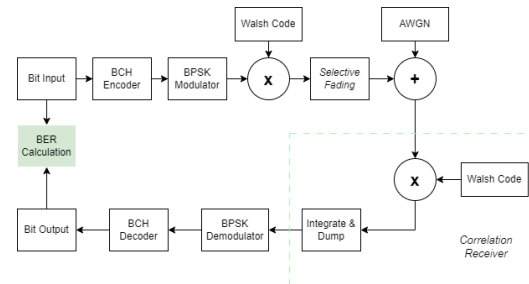 Walsh Code
AWGN
Bit Input
BCH
Encoder
BPSK
Modulator
X
Selective
Fading
+
BER
Calculation
X
Walsh Code
Bit Output
BCH
Decoder
BPSK
Demodulator
Integrate &
Dump
Correlation
Receiver